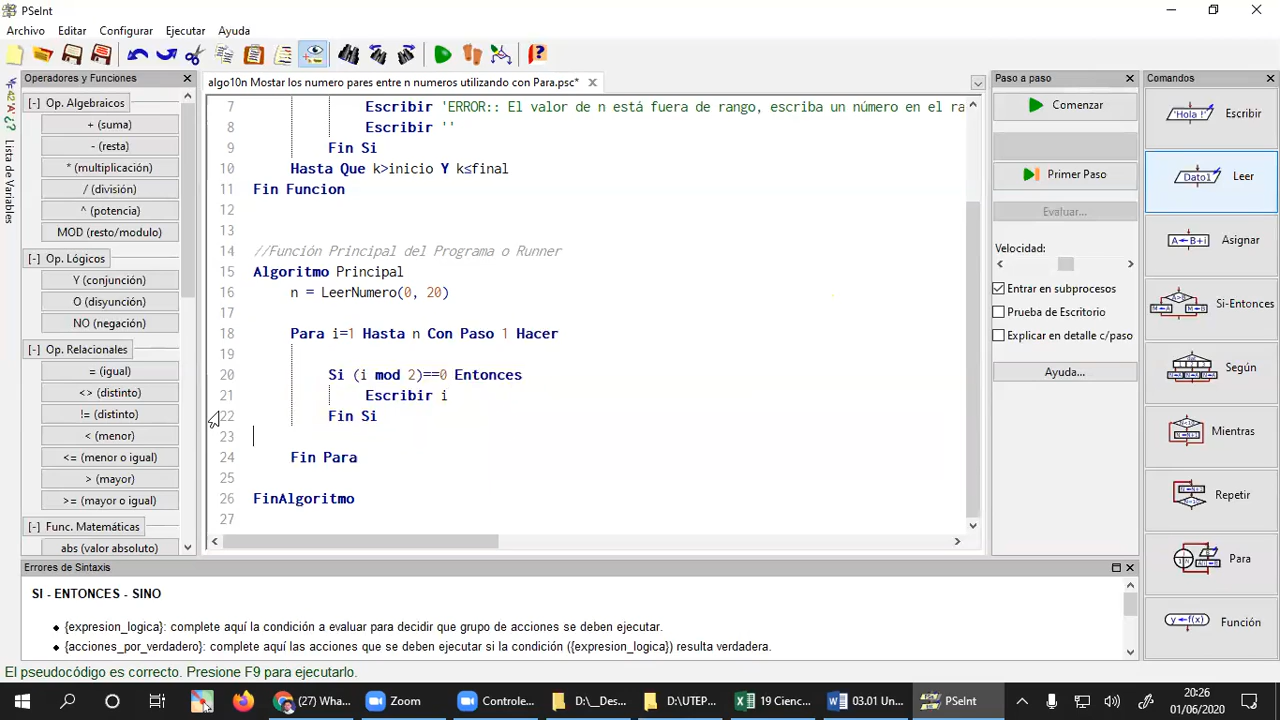 PSeInt
Archivo Editar Configurar Ejecutar Ayuda
Operadores y Funciones
algo10n Mostar los numero pares entre n numeros utilizando con Para.psc*
Paso a paso
Comandos
Lista de Variables
[-] Op. Algebraicos
+ (suma)
- (resta)
* (multiplicación)
/ (división)
^ (potencia)
MOD (resto/modulo)
[-] Op. Lógicos
Y (conjunción)
O (disyunción)
NO (negación)
[-] Op. Relacionales
= (igual)
<> (distinto)
!= (distinto)
< (menor)
<= (menor o igual)
> (mayor)
>= (mayor o igual)
[-] Func. Matemáticas
abs (valor absoluto)
7 Escribir 'ERROR:: El valor de n está fuera de rango, escriba un número en el ra
8 Escribir ''
9 Fin Si
10 Hasta Que k>inicio Y k≤final
11 Fin Funcion
12
13
14 //Función Principal del Programa o Runner
15 Algoritmo Principal
16 n = LeerNumero(0, 20)
17
18 Para i=1 Hasta n Con Paso 1 Hacer
19
20 Si (i mod 2)==0 Entonces
21 Escribir i
22 Fin Si
23
24 Fin Para
25
26 FinAlgoritmo
27
Comenzar
Primer Paso
Evaluar...
Velocidad:
Entrar en subprocesos
Prueba de Escritorio
Explicar en detalle c/paso
Ayuda...
'Hola !' Escribir
Dato1 Leer
A←B+i Asignar
Si-Entonces
Según
Mientras
Repetir
Para
y←f(x) Función
Errores de Sintaxis
SI - ENTONCES - SINO
{expresion_logica}: complete aquí la condición a evaluar para decidir que grupo de acciones se deben ejecutar.
{acciones_por_verdadero}: complete aquí las acciones que se deben ejecutar si la condición ({expresion_logica}) resulta verdadera.
El pseudocódigo es correcto. Presione F9 para ejecutarlo.
(27) Wha...
Zoom
Controle...
D:\__Des...
D:\UTEP...
19 Cienc...
03.01 Un...
PSeInt
20:26
01/06/2020